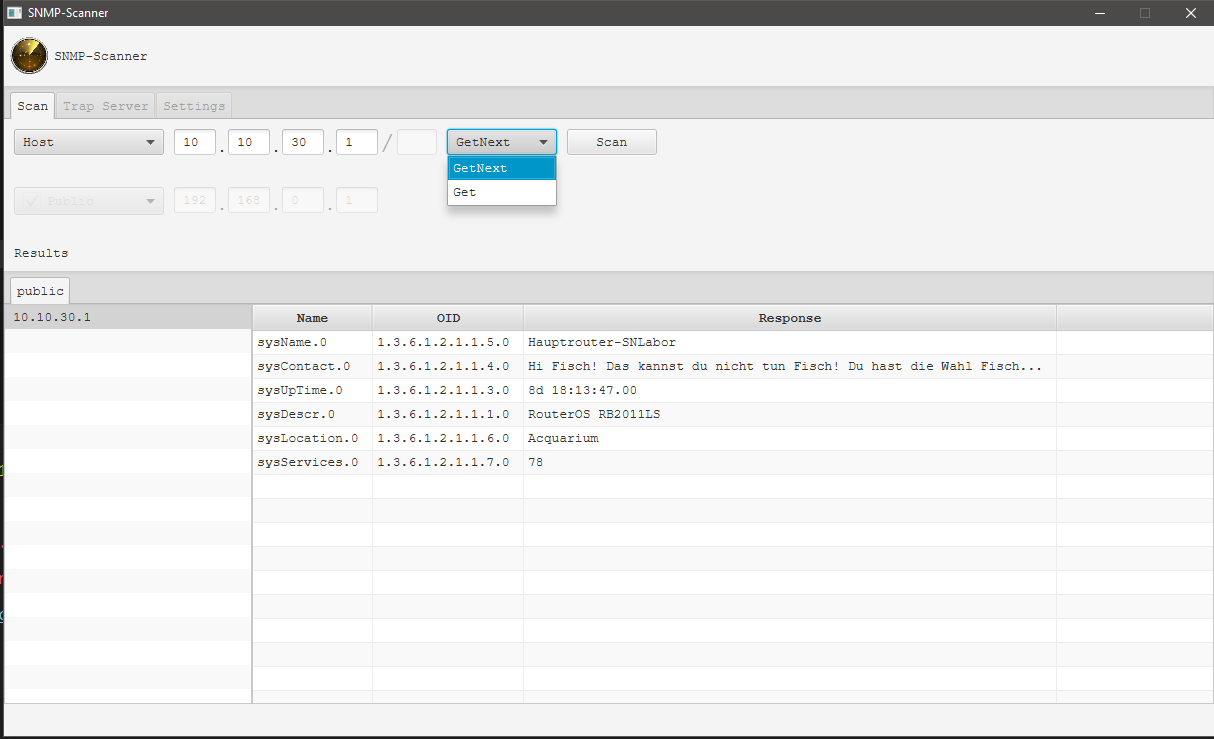 SNMP-Scanner
SNMP-Scanner
Scan Trap Server Settings
Host 10 . 10 . 30 . 1 / GetNext Scan
GetNext
Get
✓ Public 192 . 168 . 0 . 1
Results
public
10.10.30.1
Name OID Response
sysName.0 1.3.6.1.2.1.1.5.0 Hauptrouter-SNLabor
sysContact.0 1.3.6.1.2.1.1.4.0 Hi Fisch! Das kannst du nicht tun Fisch! Du hast die Wahl Fisch...
sysUpTime.0 1.3.6.1.2.1.1.3.0 8d 18:13:47.00
sysDescr.0 1.3.6.1.2.1.1.1.0 RouterOS RB2011LS
sysLocation.0 1.3.6.1.2.1.1.6.0 Acquarium
sysServices.0 1.3.6.1.2.1.1.7.0 78